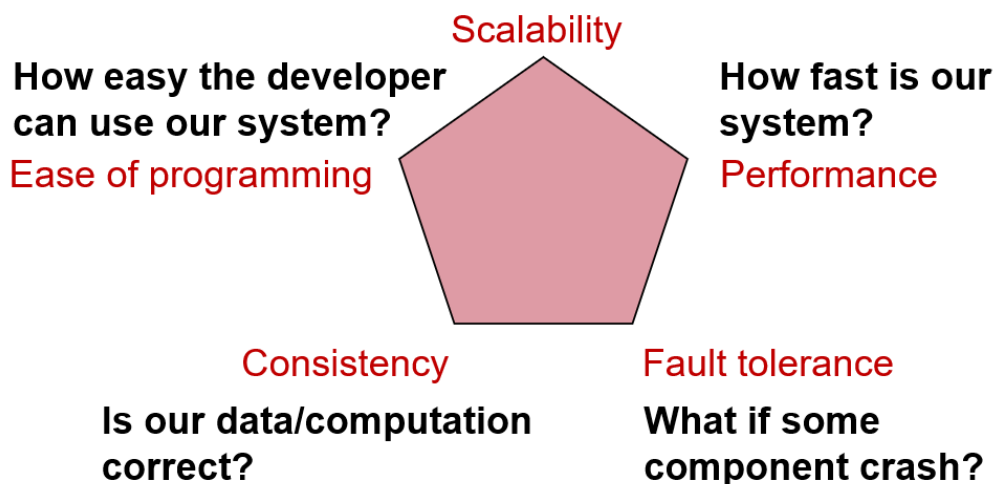 Scalability
How easy the developer
can use our system?
Ease of programming
How fast is our
system?
Performance
Consistency
Is our data/computation
correct?
Fault tolerance
What if some
component crash?